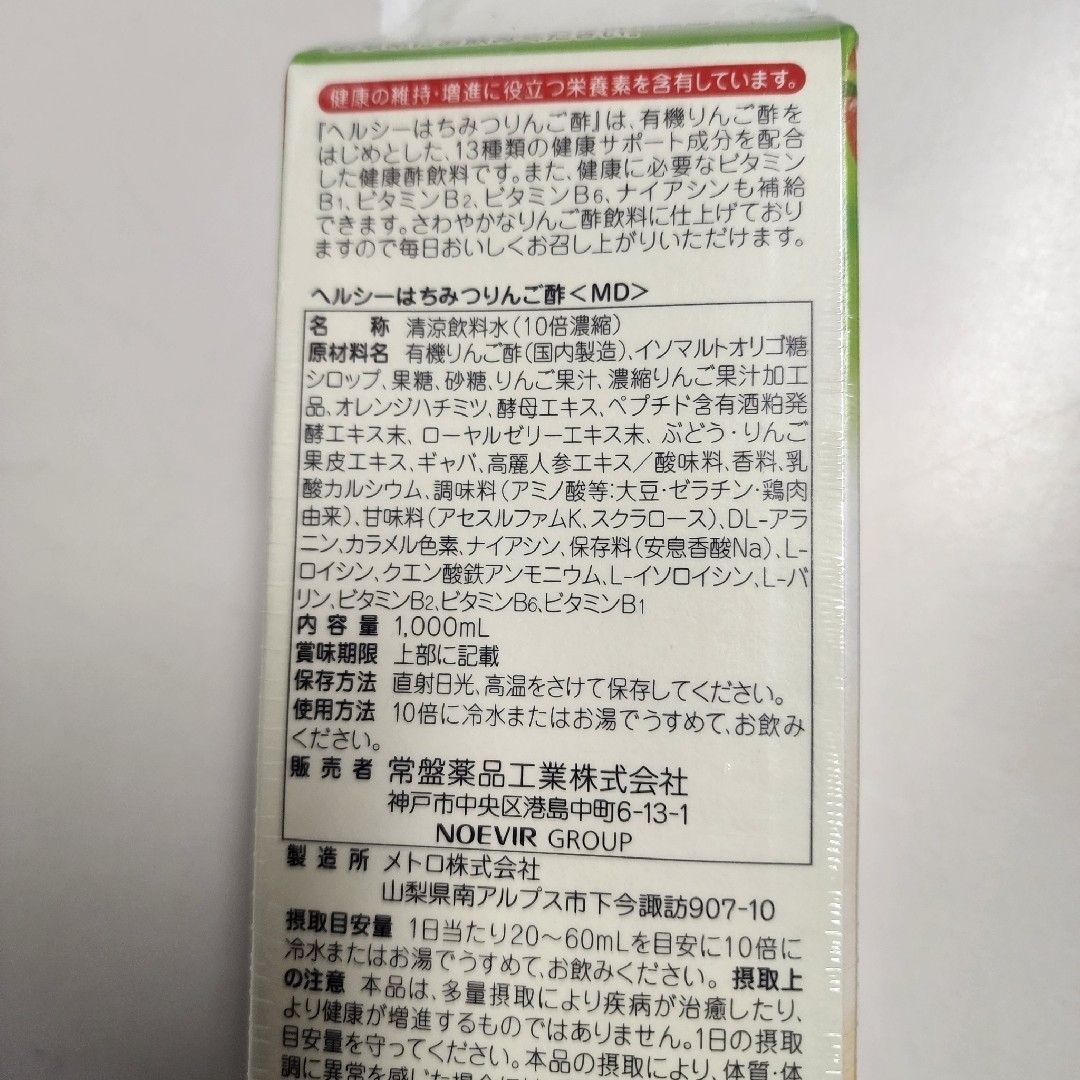 健康の維持・増進に役立つ栄養素を含有しています。
『ヘルシーはちみつりんご酢』は、有機りんご酢を
はじめとした、13種類の健康サポート成分を配合
した健康酢飲料です。また、健康に必要なビタミン
B1、ビタミンB2、ビタミンB6、ナイアシンも補給
できます。さわやかなりんご酢飲料に仕上げており
ますので毎日おいしくお召し上がりいただけます。
ヘルシーはちみつりんご酢<MD>
名 称 清涼飲料水(10倍濃縮)
原材料名 有機りんご酢(国内製造)、イソマルトオリゴ糖
シロップ、果糖、砂糖、りんご果汁、濃縮りんご果汁加工
品、オレンジハチミツ、酵母エキス、ペプチド含有酒粕発
酵エキス末、ローヤルゼリーエキス末、ぶどう・りんご
果皮エキス、ギャバ、高麗人参エキス/酸味料、香料、乳
酸カルシウム、調味料(アミノ酸等:大豆・ゼラチン・鶏肉
由来)、甘味料(アセスルファムK、スクラロース)、DL-アラ
ニン、カラメル色素、ナイアシン、保存料(安息香酸Na)、L-
ロイシン、クエン酸鉄アンモニウム、L-イソロイシン、L-バ
リン、ビタミンB2、ビタミンB6、ビタミンB1
内容量 1,000mL
賞味期限 上部に記載
保存方法 直射日光、高温をさけて保存してください。
使用方法 10倍に冷水またはお湯でうすめて、お飲み
ください。
販売者 常盤薬品工業株式会社
神戸市中央区港島中町6-13-1
NOEVIR GROUP
製造所 メトロ株式会社
山梨県南アルプス市下今諏訪907-10
摂取目安量 1日当たり20〜60mLを目安に10倍に
冷水またはお湯でうすめて、お飲みください。 摂取上
の注意 本品は、多量摂取により疾病が治癒したり、
より健康が増進するものではありません。1日の摂取
目安量を守ってください。本品の摂取により、体質・体
調に異常を感じた場合